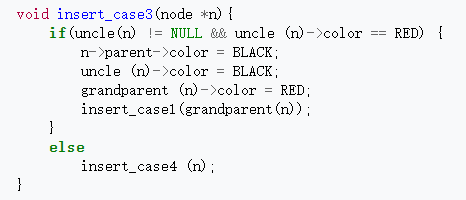 void insert_case3(node *n){
    if(uncle(n) != NULL && uncle (n)->color == RED) {
        n->parent->color = BLACK;
        uncle (n)->color = BLACK;
        grandparent (n)->color = RED;
        insert_case1(grandparent(n));
    }
    else
        insert_case4 (n);
}